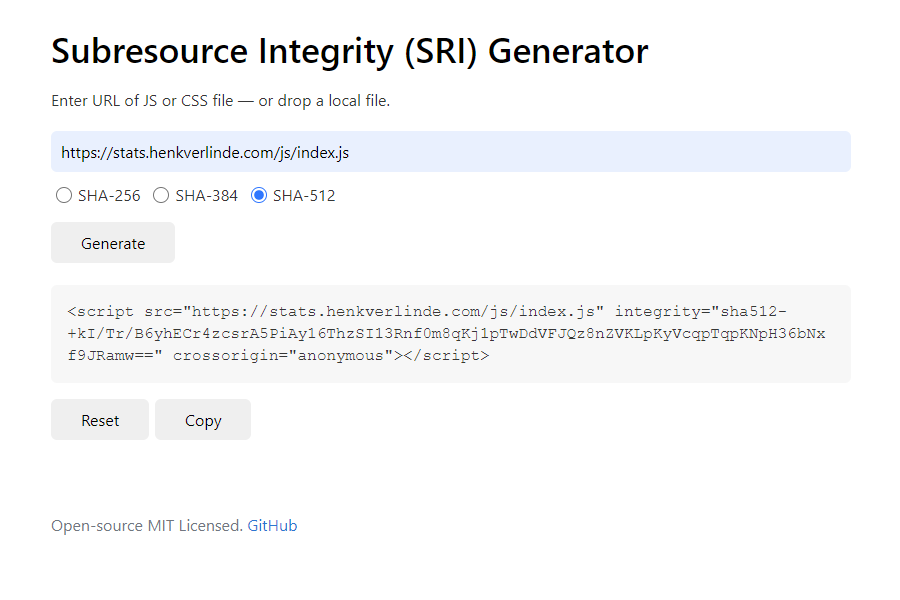 Subresource Integrity (SRI) Generator
Enter URL of JS or CSS file — or drop a local file.
https://stats.henkverlinde.com/js/index.js
SHA-256 SHA-384 SHA-512
Generate
<script src="https://stats.henkverlinde.com/js/index.js" integrity="sha512-
+kI/Tr/B6yhECr4zcsrA5PiAyl6ThzSI13Rnf0m8qKj1pTwDdVFJQz8nZVKLpKyVcqpTqpKNpH36bNx
f9JRamw==" crossorigin="anonymous"></script>
Reset Copy
Open-source MIT Licensed. GitHub